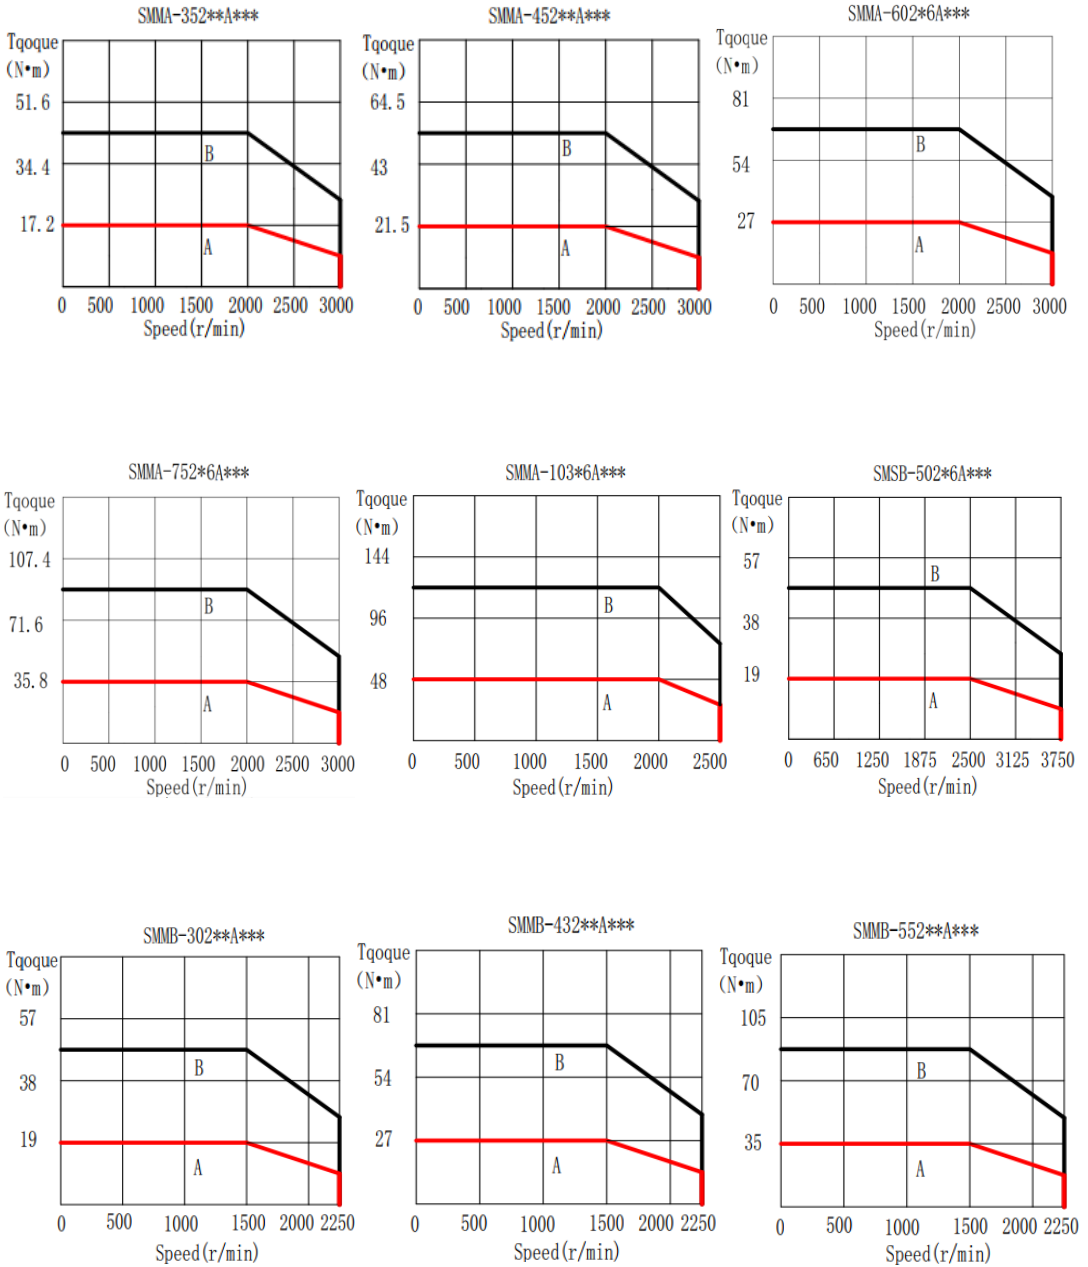 SMMA-352**A***
Tqoque
(N•m)
51.6
34.4
17.2
B
A
0 500 1000 1500 2000 2500 3000
Speed(r/min)
SMMA-452**A***
Tqoque
(N•m)
64.5
43
21.5
B
A
0 500 1000 1500 2000 2500 3000
Speed(r/min)
SMMA-602*6A***
Tqoque
(N•m)
81
54
27
B
A
0 500 1000 1500 2000 2500 3000
Speed(r/min)
SMMA-752*6A***
Tqoque
(N•m)
107.4
71.6
35.8
B
A
0 500 1000 1500 2000 2500 3000
Speed(r/min)
SMMA-103*6A***
Tqoque
(N•m)
144
96
48
B
A
0 500 1000 1500 2000 2500
Speed(r/min)
SMSB-502*6A***
Tqoque
(N•m)
57
38
19
B
A
0 650 1250 1875 2500 3125 3750
Speed(r/min)
SMMB-302**A***
Tqoque
(N•m)
57
38
19
B
A
0 500 1000 1500 2000 2250
Speed(r/min)
SMMB-432**A***
Tqoque
(N•m)
81
54
27
B
A
0 500 1000 1500 2000 2250
Speed(r/min)
SMMB-552**A***
Tqoque
(N•m)
105
70
35
B
A
0 500 1000 1500 2000 2250
Speed(r/min)